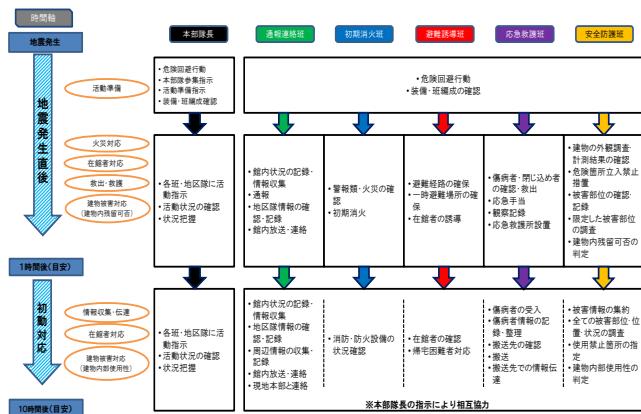 時間軸
地震発生
本部隊長
通報連絡班
初期消火班
避難誘導班
応急救護班
安全防護班
地震発生直後
活動準備
・危険回避行動
・本部隊参集指示
・活動準備指示
・装備・班編成確認
・危険回避行動
・装備・班編成の確認
火災対応
在館者対応
救出・救護
建物被害対応
(建物内残留可否)
・各班・地区隊に活
動指示
・活動状況の確認
・状況把握
・館内状況の記録・
情報収集
・通報
・地区隊情報の確
認・記録
・館内放送・連絡
・警報類・火災の確
認
・初期消火
・避難経路の確保
・一時避難場所の確
保
・在館者の誘導
・傷病者・閉じ込め者
の確認・救出
・応急手当
・観察記録
・応急救護所設置
・建物の外観調査・
計測結果の確認
・危険箇所立入禁止
措置
・被害部位の確認・
記録
・限定した被害部位
の調査
・建物内残留可否の
判定
1時間後(目安)
初動対応
情報収集・伝達
在館者対応
建物被害対応
(建物内部使用性)
・各班・地区隊に活
動指示
・活動状況の確認
・状況把握
・館内状況の記録・
情報収集
・地区隊情報の確
認・記録
・周辺情報の収集・
記録
・館内放送・連絡
・現地本部と連絡
・消防・防火設備の
状況確認
・在館者の確認
・帰宅困難者対応
・傷病者の受入
・傷病者情報の記
録・整理
・搬送先の確認
・搬送
・搬送先での情報伝
達
・被害情報の集約
・全ての被害部位・位
置・状況の調査
・使用禁止箇所の指
定
・建物内部使用性の判定
※本部隊長の指示により相互協力
10時間後(目安)